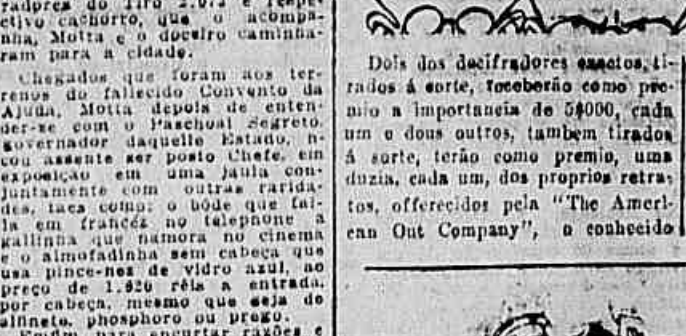 do Tiro 2.072 e
ctivo cachorro, que o acompa-
nha, Motta e o doceiro caminha-
ram para a cidade.
Chegados que foram aos ter-
renos do fallecido Convento da
Ajuda, Motta depois de enten-
der-se com o Paschoal Segreto,
governador daquelle Estado, fi-
cou assente ser posto Chefe, em
exposição em uma jaula con-
juntamente com outras rarida-
des, taes como: o bóde que fal-
la em francéz no telephone a
gallinha que namora no cinema
e o almofadinha sem cabeça que
usa pince-nez de vidro azul, ao
preço de 1.$20 réis a entrada,
por cabeça, mesmo que seja de
alfinete, phosphoro ou prego.
para encurtar razões e
Dois dos decifradores exactos, ti-
rados á sorte, receberão como pre-
mio a importancia de 5$000, cada
um e dous outros, tambem tirados
á sorte, terão como premio, uma
duzia, cada um, dos proprios retra-
tos, offerecidos pela "The Ameri-
can Out Company", o conhecido